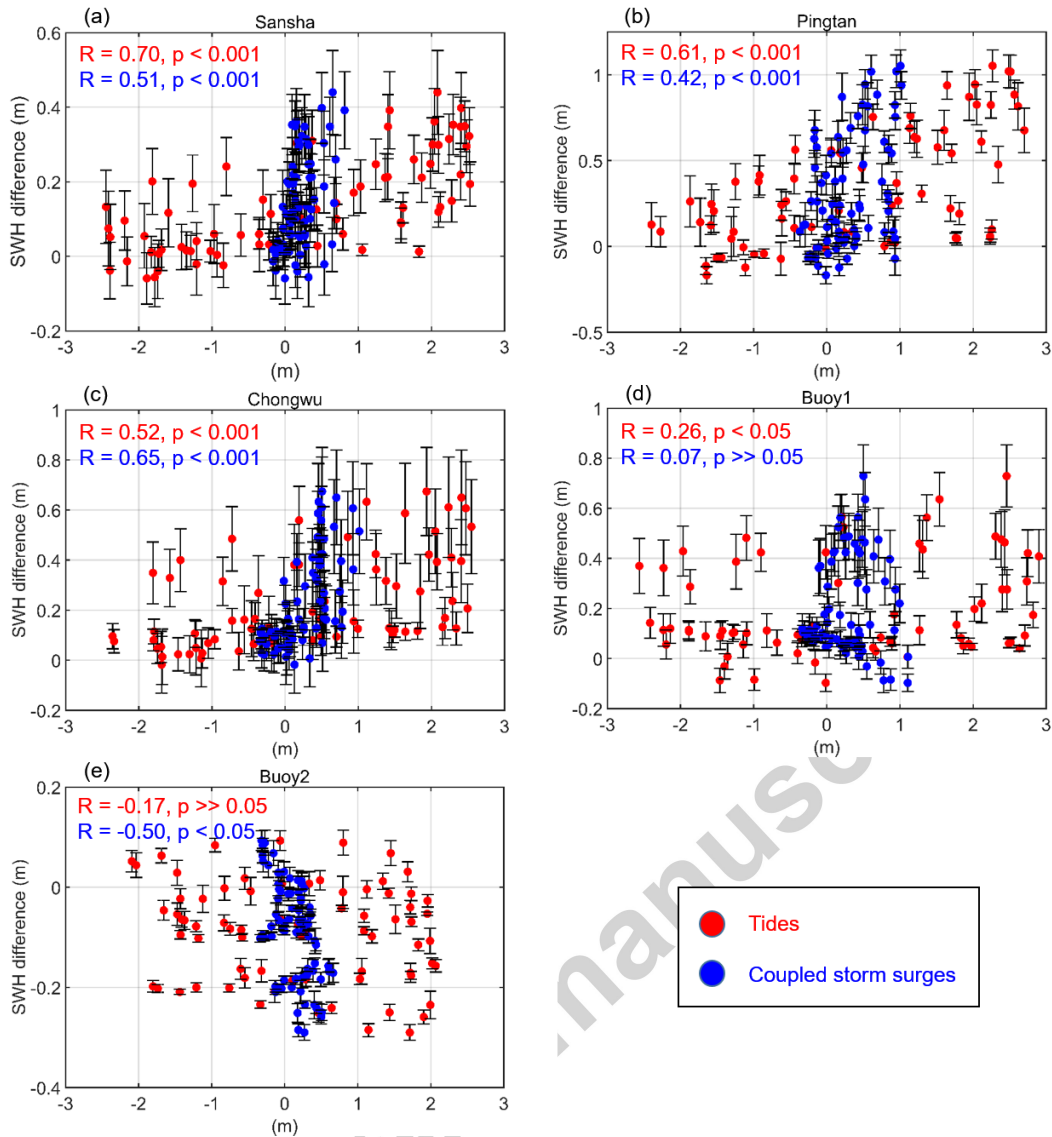 (a)
Sansha
R = 0.70, p < 0.001
R = 0.51, p < 0.001
SWH difference (m)
0.6
0.4
0.2
0
-0.2
-3 -2 -1 0 1 2 3
(m)
(b)
Pingtan
R = 0.61, p < 0.001
R = 0.42, p < 0.001
SWH difference (m)
1
0.5
0
-0.5
-3 -2 -1 0 1 2 3
(m)
(c)
Chongwu
R = 0.52, p < 0.001
R = 0.65, p < 0.001
SWH difference (m)
1
0.8
0.6
0.4
0.2
0
-0.2
-3 -2 -1 0 1 2 3
(m)
(d)
Buoy1
R = 0.26, p < 0.05
R = 0.07, p >> 0.05
SWH difference (m)
1
0.8
0.6
0.4
0.2
0
-0.2
-3 -2 -1 0 1 2 3
(m)
(e)
Buoy2
R = -0.17, p >> 0.05
R = -0.50, p < 0.05
SWH difference (m)
0.2
0
-0.2
-0.4
-3 -2 -1 0 1 2 3
(m)
Tides
Coupled storm surges